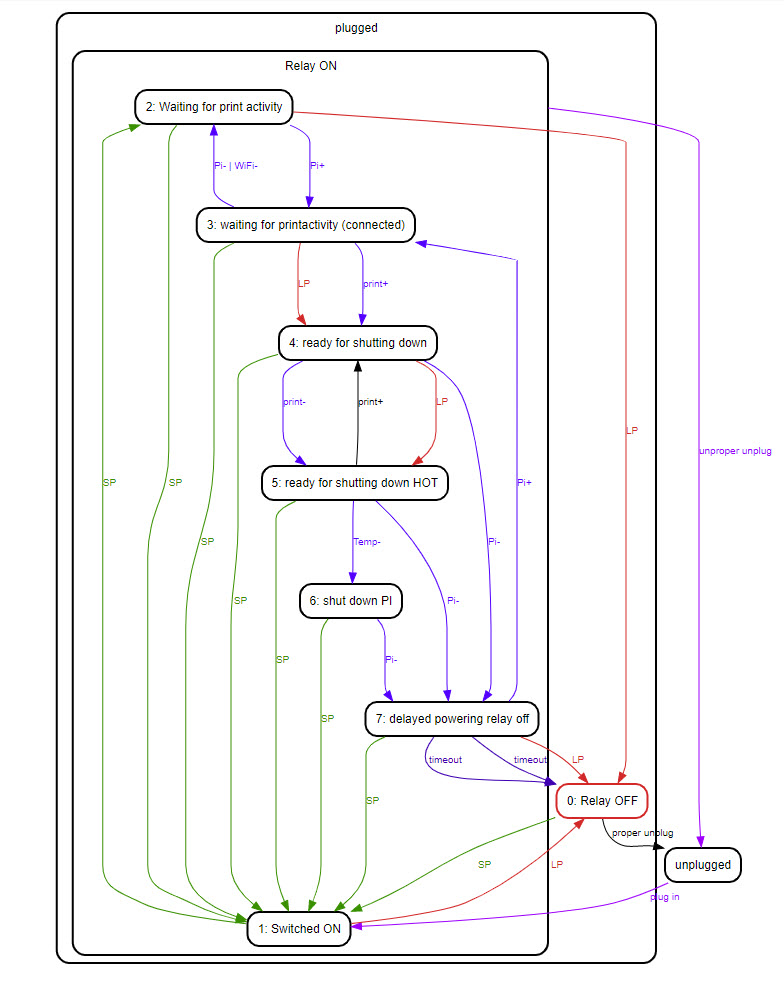 plugged
Relay ON
2: Waiting for print activity
Pi- | WiFi-
Pi+
3: waiting for printactivity (connected)
LP
print+
4: ready for shutting down
print-
print+
LP
LP
unproper unplug
SP
SP
5: ready for shutting down HOT
Pi+
SP
Temp-
Pi-
SP
6: shut down PI
Pi-
SP
Pi-
SP
7: delayed powering relay off
timeout
timeout
LP
SP
0: Relay OFF
proper unplug
SP
LP
unplugged
plug in
1: Switched ON